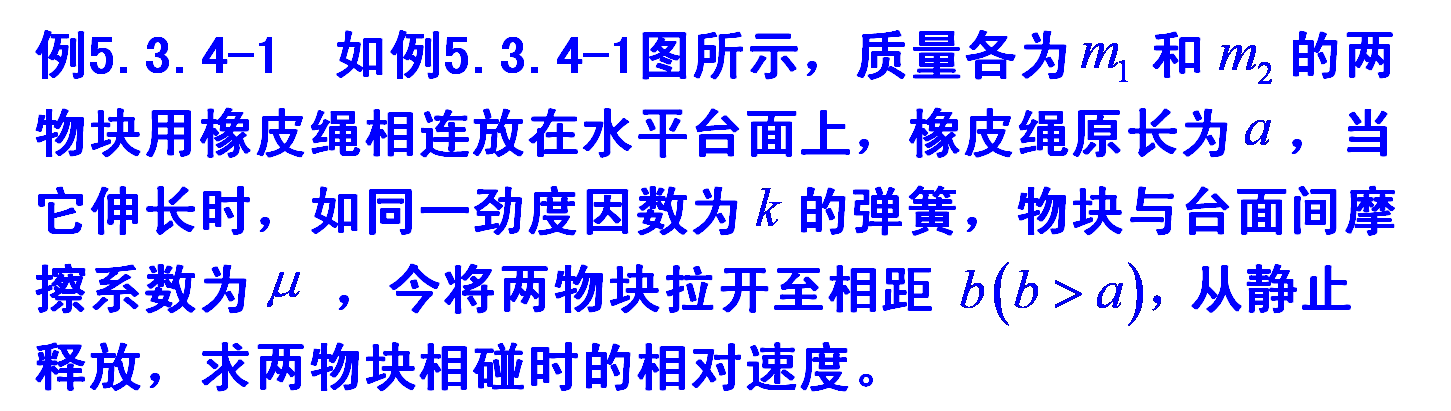 例5.3.4-1 如例5.3.4-1图所示，质量各为 m₁ 和 m₂ 的两
物块用橡皮绳相连放在水平台面上，橡皮绳原长为 a ，当
它伸长时，如同一劲度因数为 k 的弹簧，物块与台面间摩
擦系数为 μ ，今将两物块拉开至相距 b(b > a)，从静止
释放，求两物块相碰时的相对速度。